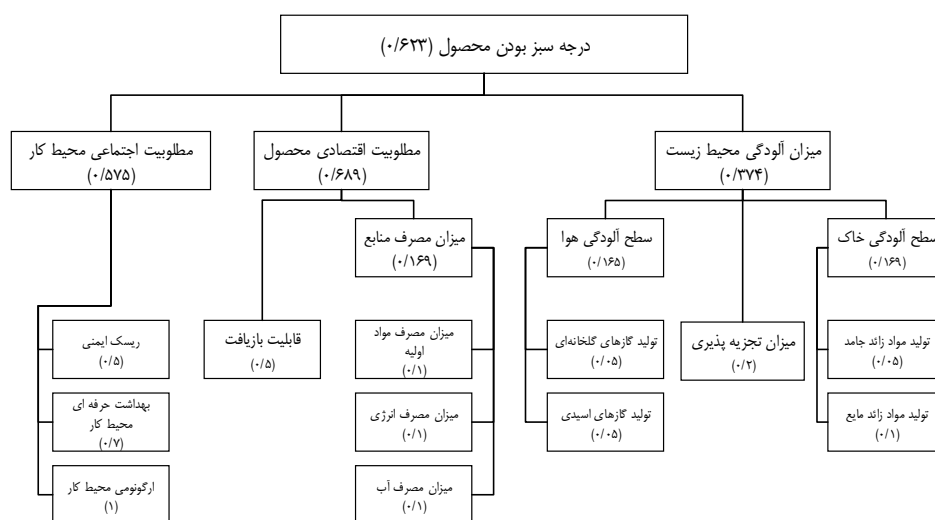 درجه سبز بودن محصول (۰/۶۲۳)
میزان آلودگی محیط زیست
(۰/۳۷۴)
مطلوبیت اقتصادی محصول
(۰/۶۸۹)
مطلوبیت اجتماعی محیط کار
(۰/۵۷۵)
سطح آلودگی خاک
(۰/۱۶۹)
سطح آلودگی هوا
(۰/۱۶۵)
میزان مصرف منابع
(۰/۱۶۹)
تولید مواد زائد جامد
(۰/۰۵)
میزان تجزیه پذیری
(۰/۲)
تولید گازهای گلخانه‌ای
(۰/۰۵)
میزان مصرف مواد
اولیه
(۰/۱)
قابلیت بازیافت
(۰/۵)
ریسک ایمنی
(۰/۵)
تولید مواد زائد مایع
(۰/۱)
تولید گازهای اسیدی
(۰/۰۵)
میزان مصرف انرژی
(۰/۱)
بهداشت حرفه ای
محیط کار
(۰/۷)
میزان مصرف آب
(۰/۱)
ارگونومی محیط کار
(۱)